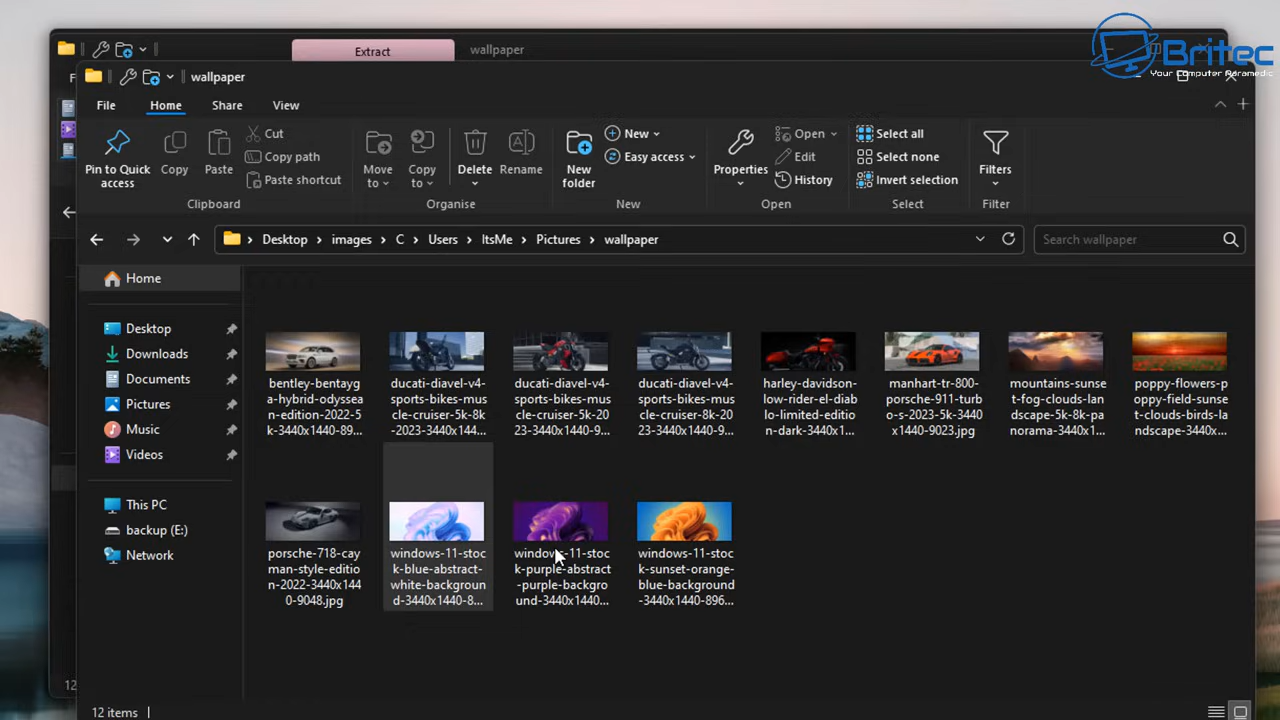 Extract
wallpaper
Britec
Your Computer Paramedic
wallpaper
F
File
Home
Share
View
Pin to Quick
access
Copy
Paste
Cut
Copy path
Paste shortcut
Clipboard
Move
to
Copy
to
Delete
Rename
Organise
New
folder
New
Easy access
New
Properties
Open
Edit
History
Open
Select all
Select none
Invert selection
Select
Filters
Filter
Desktop
images
C
Users
ItsMe
Pictures
wallpaper
Search wallpaper
Home
Desktop
Downloads
Documents
Pictures
Music
Videos
This PC
backup (E:)
Network
bentley-bentayg
a-hybrid-odyssean
-edition-2022-5
k-3440x1440-89...
ducati-diavel-v4-
sports-bikes-mus
cle-cruiser-5k-8k
-2023-3440x144...
ducati-diavel-v4-
sports-bikes-mus
cle-cruiser-5k-20
23-3440x1440-9...
ducati-diavel-v4-
sports-bikes-mus
cle-cruiser-8k-20
23-3440x1440-9...
harley-davidson-
low-rider-el-diab
lo-limited-editio
n-dark-3440x1...
manhart-tr-800-
porsche-911-turb
o-s-2023-5k-3440
x1440-9023.jpg
mountains-sunse
t-fog-clouds-lan
dscape-5k-8k-pa
norama-3440x1...
poppy-flowers-p
oppy-field-sunse
t-clouds-birds-la
ndscape-3440x...
porsche-718-cay
man-style-edition
-2022-3440x144
0-9048.jpg
windows-11-stoc
k-blue-abstract-
white-backgroun
d-3440x1440-8...
windows-11-stoc
k-purple-abstract
-purple-backgro
und-3440x1440...
windows-11-stoc
k-sunset-orange-
blue-background
-3440x1440-896...
12
12 items